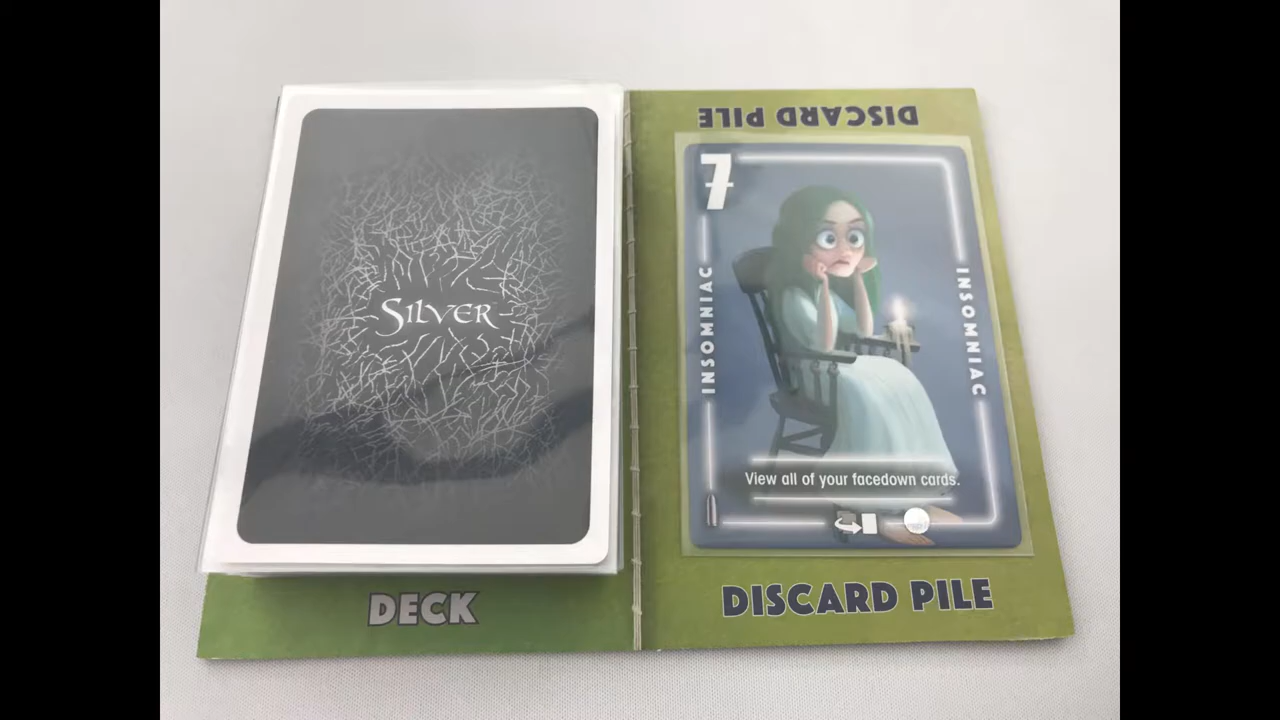 SILVER
DECK
DISCARD PILE
7
INSOMNIAC
INSOMNIAC
View all of your facedown cards.
DISCARD PILE